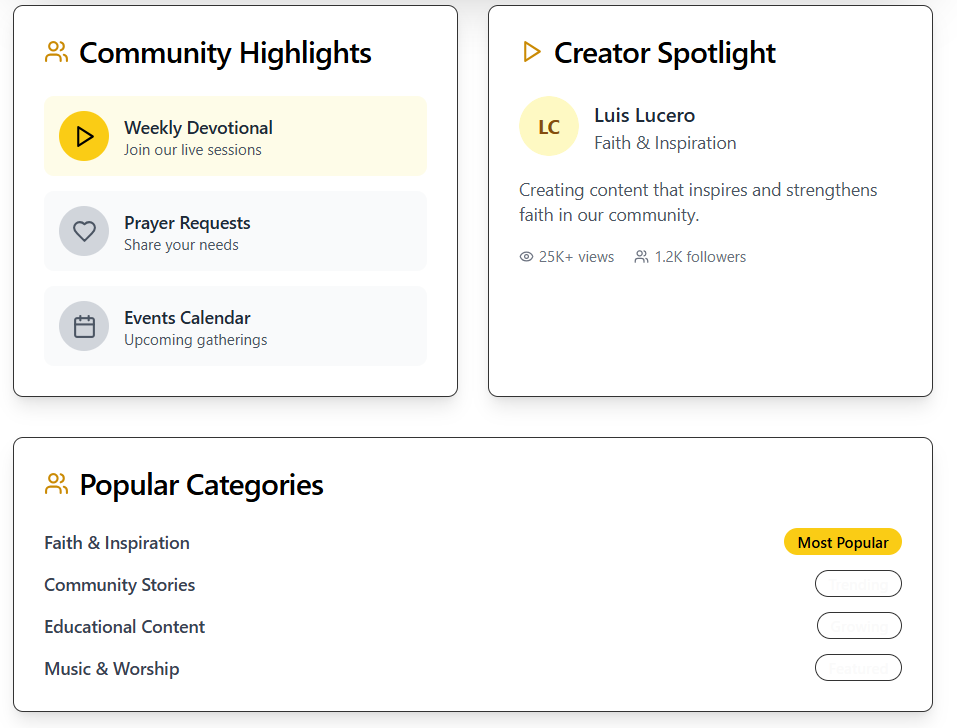 Community Highlights
Weekly Devotional
Join our live sessions
Prayer Requests
Share your needs
Events Calendar
Upcoming gatherings
Creator Spotlight
LC
Luis Lucero
Faith & Inspiration
Creating content that inspires and strengthens
faith in our community.
25K+ views
1.2K followers
Popular Categories
Faith & Inspiration
Most Popular
Community Stories
Trending
Educational Content
Growing
Music & Worship
Featured